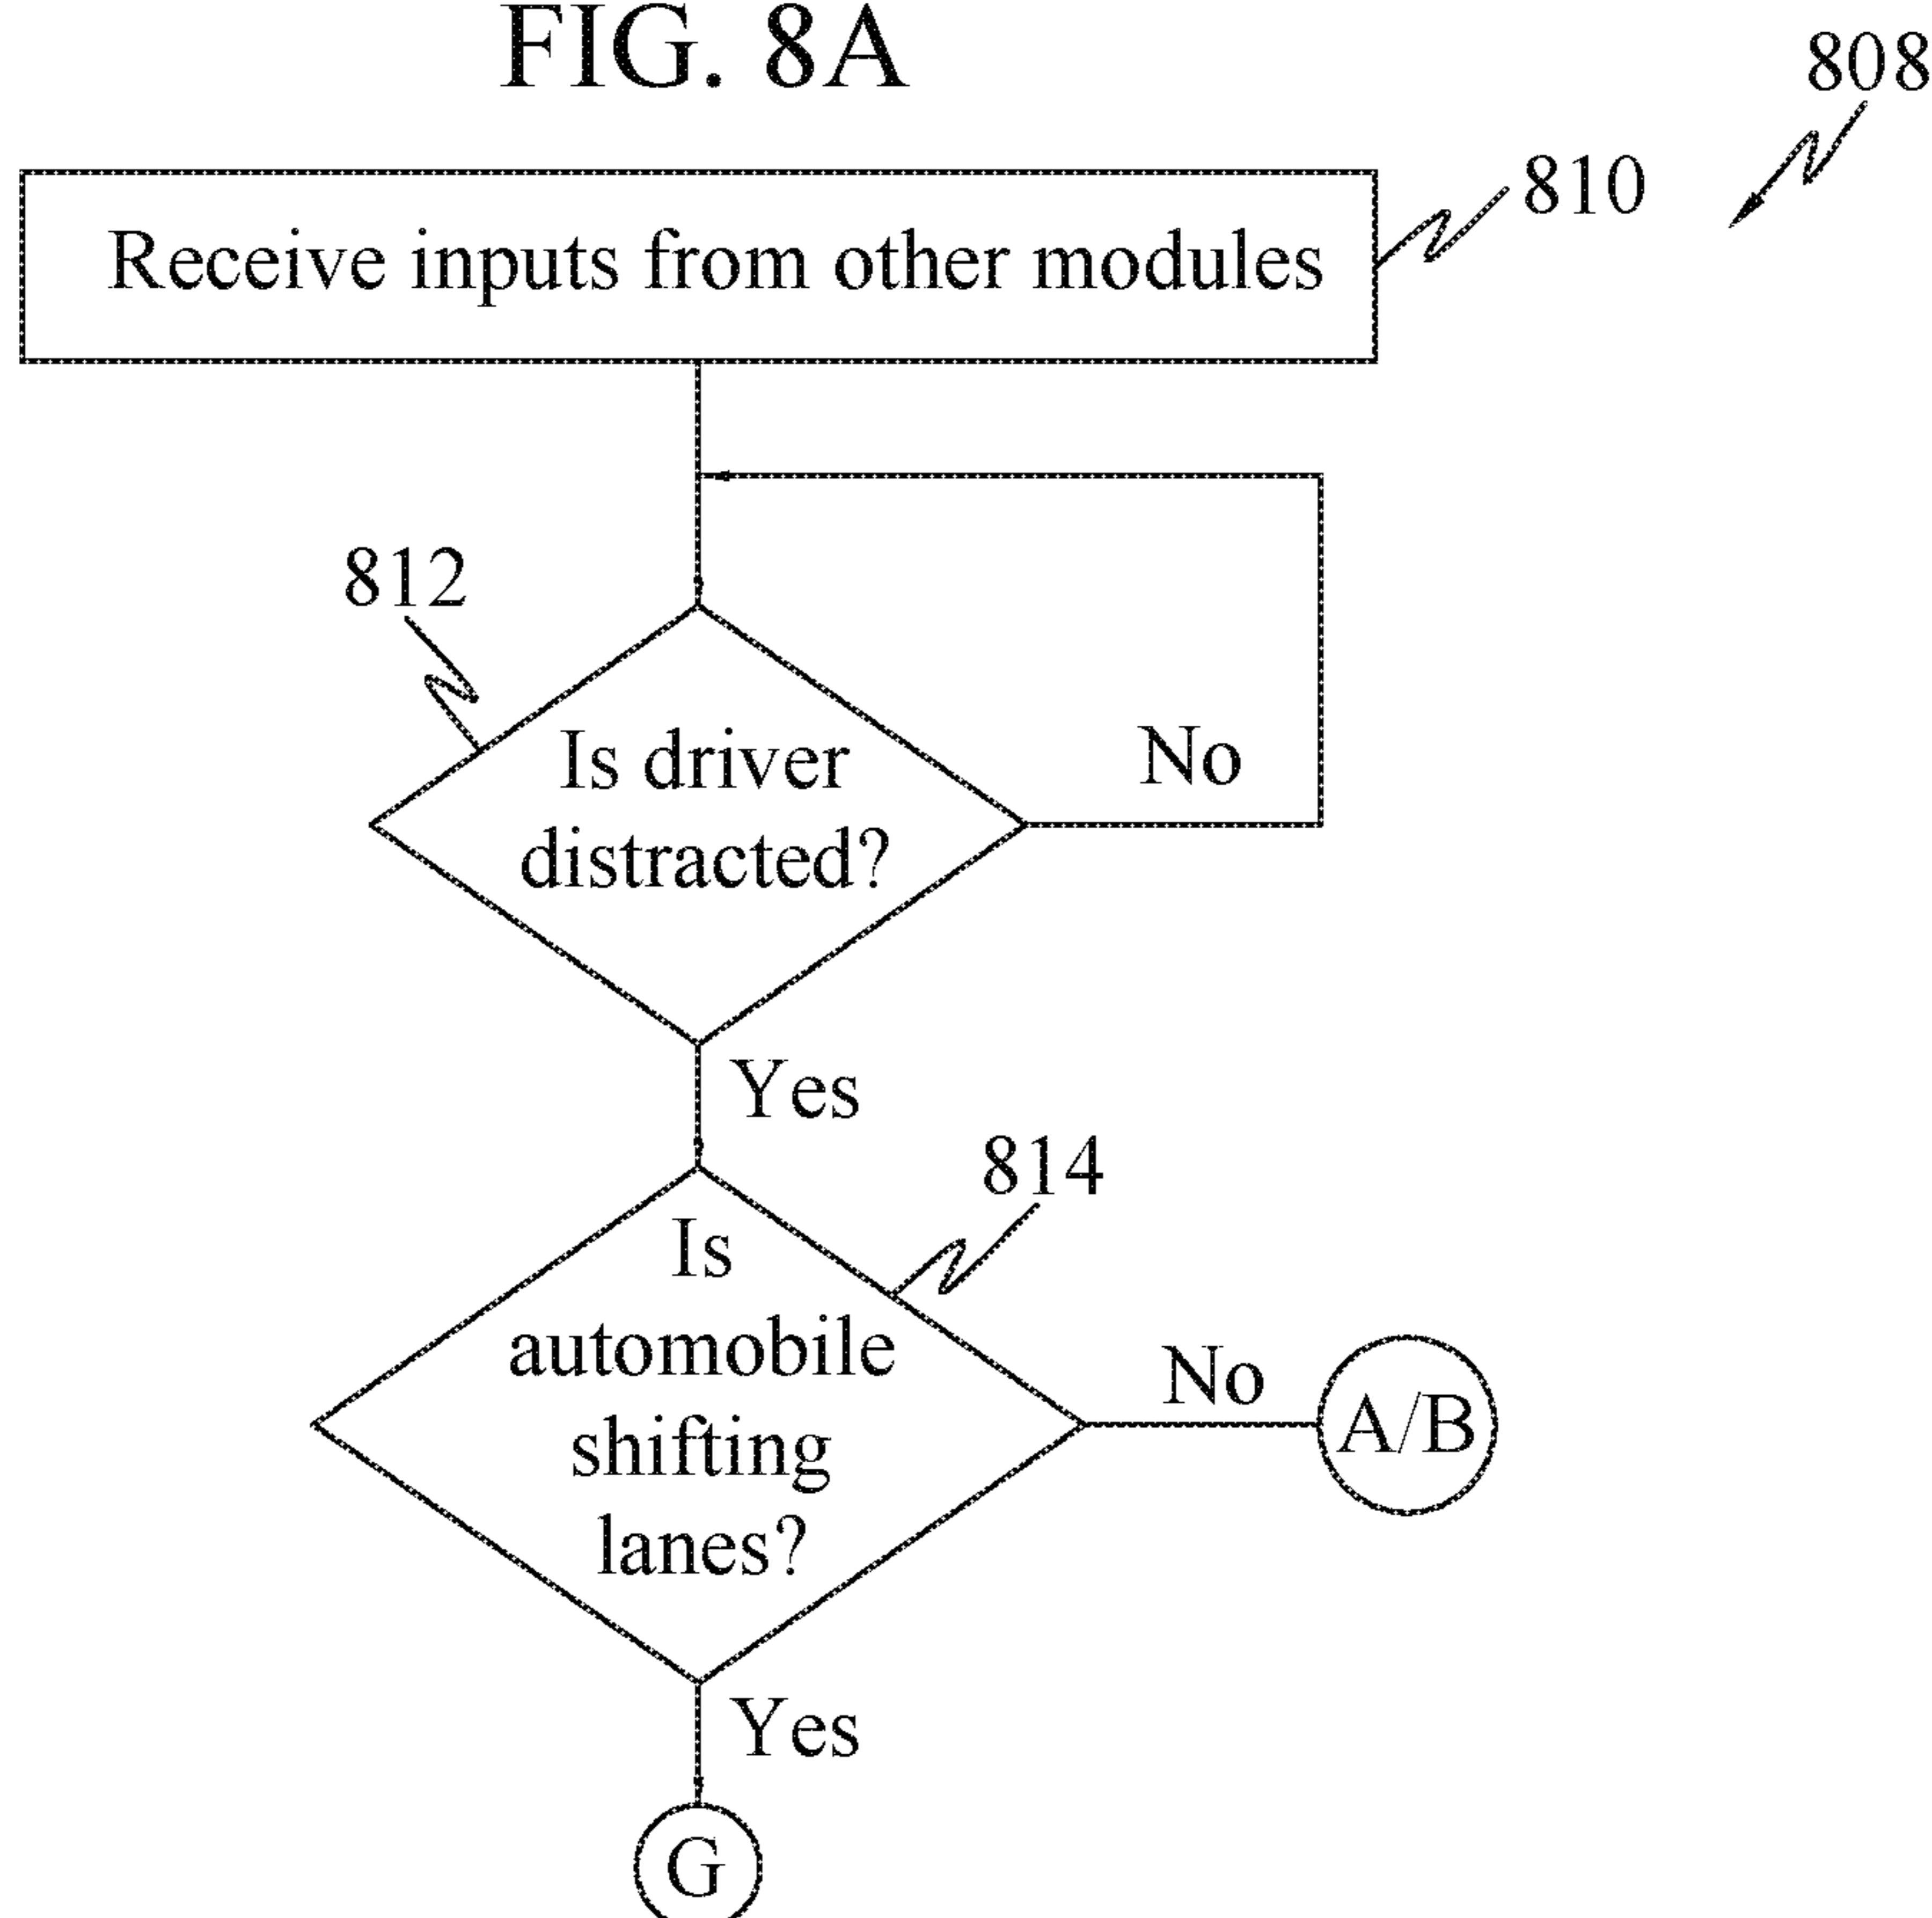 FIG. 8A
808
810
Receive inputs from other modules
812
Is driver
distracted?
No
Yes
814
Is
automobile
shifting
lanes?
No
A/B
Yes
G